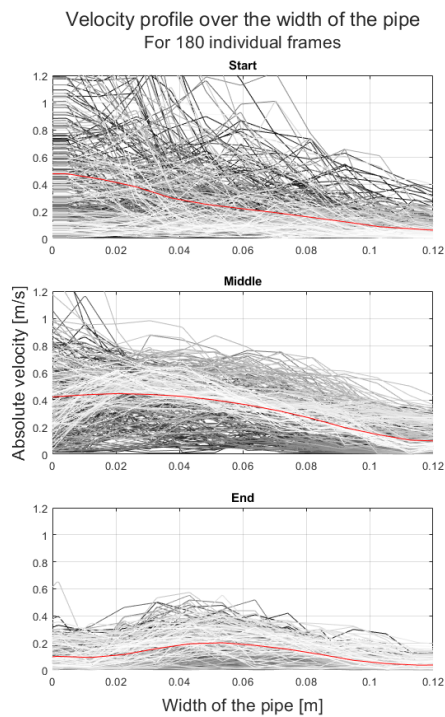 Velocity profile over the width of the pipe
For 180 individual frames
Start
1.2
1
0.8
0.6
0.4
0.2
0
0 0.02 0.04 0.06 0.08 0.1 0.12
Middle
Absolute velocity [m/s]
1.2
1
0.8
0.6
0.4
0.2
0
0 0.02 0.04 0.06 0.08 0.1 0.12
End
1.2
1
0.8
0.6
0.4
0.2
0
0 0.02 0.04 0.06 0.08 0.1 0.12
Width of the pipe [m]